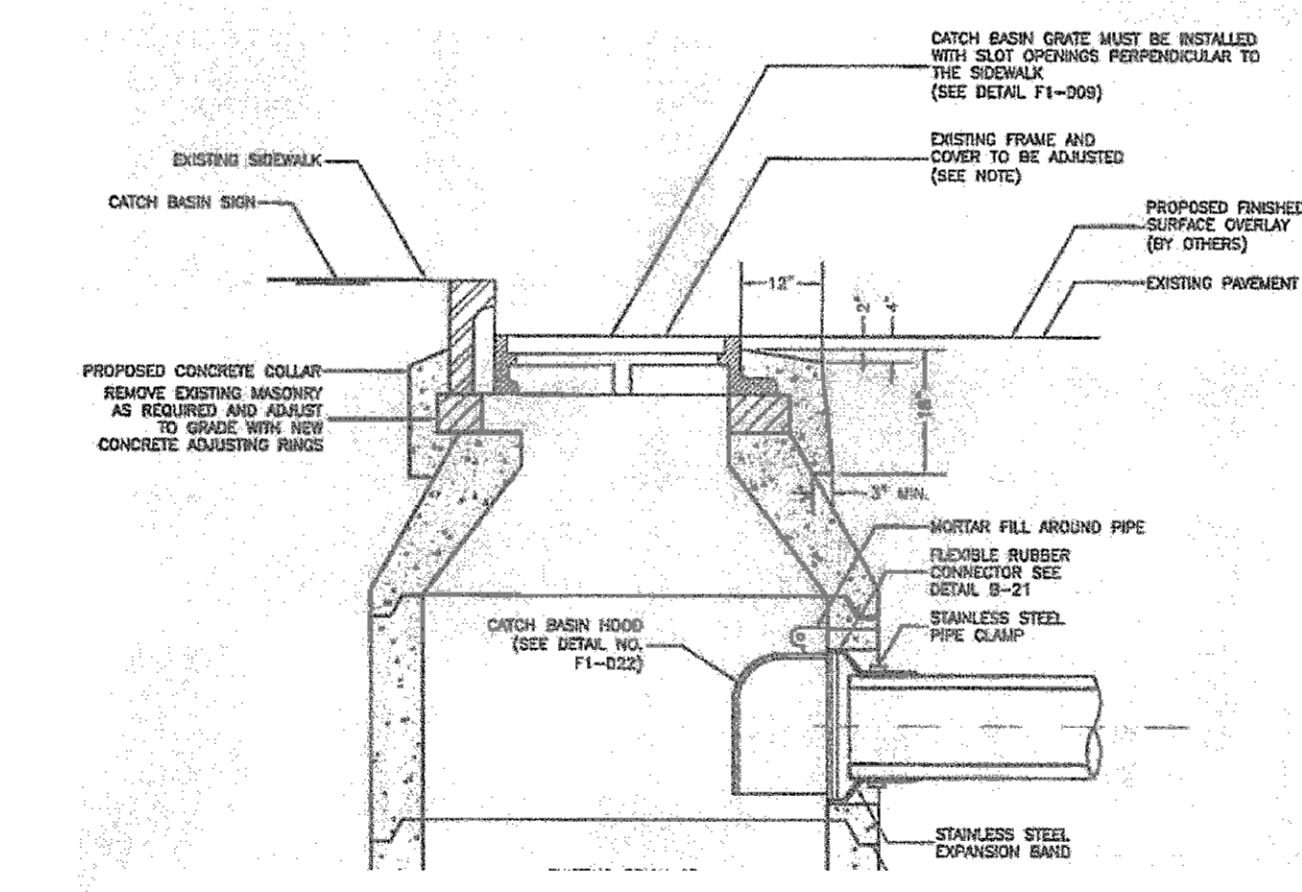 CATCH BASIN GRATE MUST BE INSTALLED
WITH SLOT OPENINGS PERPENDICULAR TO
THE SIDEWALK
(SEE DETAIL F1-009)
EXISTING FRAME AND
COVER TO BE ADJUSTED
(SEE NOTE)
EXISTING SIDEWALK
CATCH BASIN SIGN
PROPOSED FINISHED
SURFACE OVERLAY
(BY OTHERS)
EXISTING PAVEMENT
12"
2"
4"
PROPOSED CONCRETE COLLAR
REMOVE EXISTING MASONRY
AS REQUIRED AND ADJUST
TO GRADE WITH NEW
CONCRETE ADJUSTING RINGS
3" MIN.
MORTAR FILL AROUND PIPE
FLEXIBLE RUBBER
CONNECTOR SEE
DETAIL B-21
STAINLESS STEEL
PIPE CLAMP
CATCH BASIN HOOD
(SEE DETAIL NO.
F1-022)
STAINLESS STEEL
EXPANSION BAND